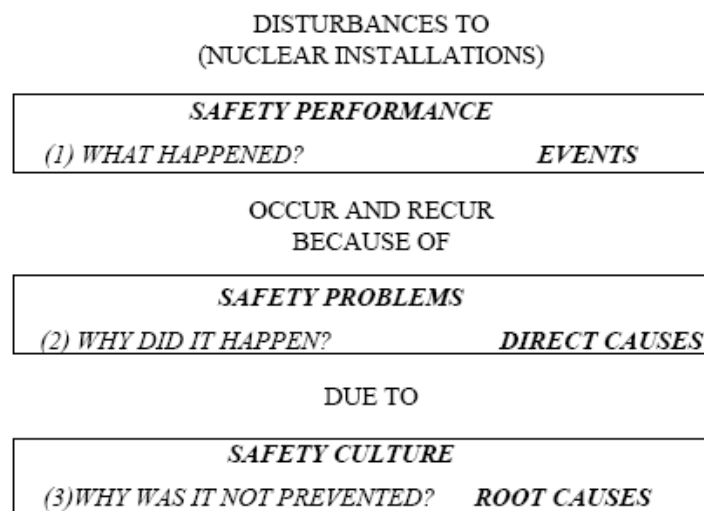 DISTURBANCES TO
(NUCLEAR INSTALLATIONS)
SAFETY PERFORMANCE
(1) WHAT HAPPENED? EVENTS
OCCUR AND RECUR
BECAUSE OF
SAFETY PROBLEMS
(2) WHY DID IT HAPPEN? DIRECT CAUSES
DUE TO
SAFETY CULTURE
(3)WHY WAS IT NOT PREVENTED? ROOT CAUSES